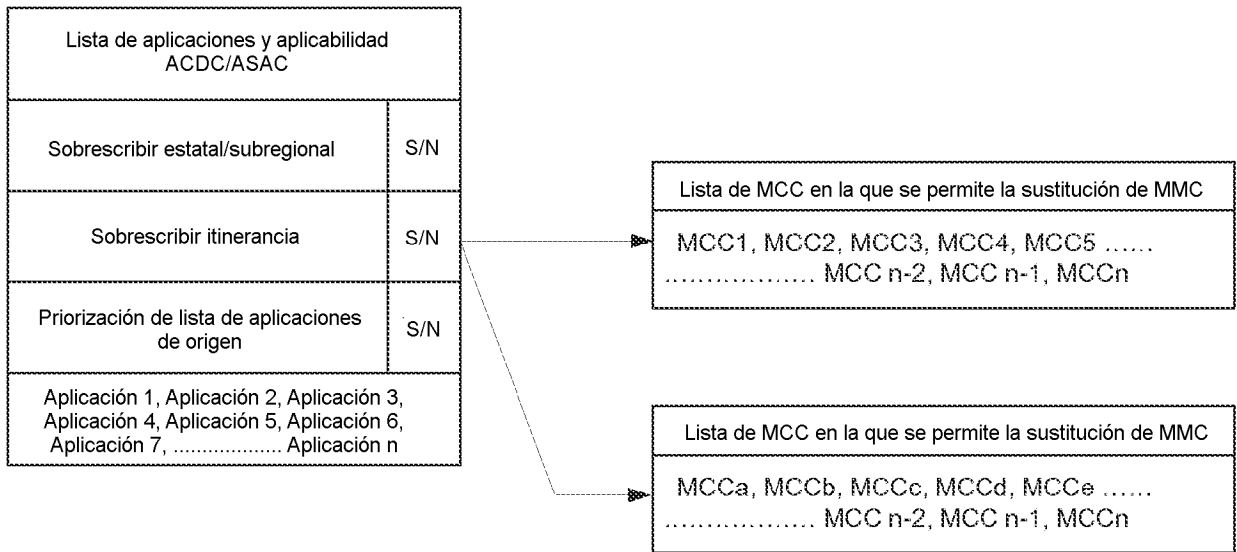 Lista de aplicaciones y aplicabilidad
ACDC/ASAC
Sobrescribir estatal/subregional
S/N
Sobrescribir itinerancia
S/N
Priorización de lista de aplicaciones
de origen
S/N
Aplicación 1, Aplicación 2, Aplicación 3,
Aplicación 4, Aplicación 5, Aplicación 6,
Aplicación 7, ................... Aplicación n
Lista de MCC en la que se permite la sustitución de MMC
MCC1, MCC2, MCC3, MCC4, MCC5 ......
.................. MCC n-2, MCC n-1, MCCn
Lista de MCC en la que se permite la sustitución de MMC
MCCa, MCCb, MCCc, MCCd, MCCe ......
.................. MCC n-2, MCC n-1, MCCn